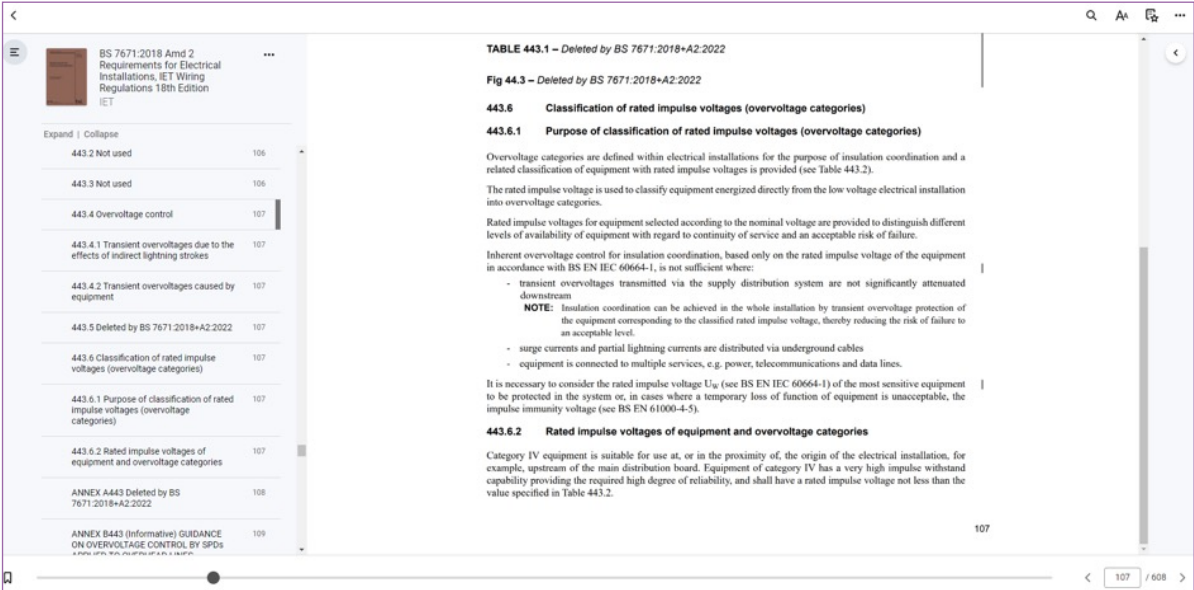 BS 7671:2018 Amd 2
Requirements for Electrical
Installations, IET Wiring
Regulations 18th Edition
IET
Expand | Collapse
443.2 Not used 106
443.3 Not used 106
443.4 Overvoltage control 107
443.4.1 Transient overvoltages due to the 107
effects of indirect lightning strokes
443.4.2 Transient overvoltages caused by 107
equipment
443.5 Deleted by BS 7671:2018+A2:2022 107
443.6 Classification of rated impulse 107
voltages (overvoltage categories)
443.6.1 Purpose of classification of rated 107
impulse voltages (overvoltage
categories)
443.6.2 Rated impulse voltages of 107
equipment and overvoltage categories
ANNEX A443 Deleted by BS 108
7671:2018+A2:2022
ANNEX B443 (Informative) GUIDANCE 109
ON OVERVOLTAGE CONTROL BY SPDs
APPLIED TO OVERHEAD LINES
TABLE 443.1 – Deleted by BS 7671:2018+A2:2022
Fig 44.3 – Deleted by BS 7671:2018+A2:2022
443.6 Classification of rated impulse voltages (overvoltage categories)
443.6.1 Purpose of classification of rated impulse voltages (overvoltage categories)
Overvoltage categories are defined within electrical installations for the purpose of insulation coordination and a
related classification of equipment with rated impulse voltages is provided (see Table 443.2).
The rated impulse voltage is used to classify equipment energized directly from the low voltage electrical installation
into overvoltage categories.
Rated impulse voltages for equipment selected according to the nominal voltage are provided to distinguish different
levels of availability of equipment with regard to continuity of service and an acceptable risk of failure.
Inherent overvoltage control for insulation coordination, based only on the rated impulse voltage of the equipment
in accordance with BS EN IEC 60664-1, is not sufficient where:
- transient overvoltages transmitted via the supply distribution system are not significantly attenuated
downstream
NOTE: Insulation coordination can be achieved in the whole installation by transient overvoltage protection of
the equipment corresponding to the classified rated impulse voltage, thereby reducing the risk of failure to
an acceptable level.
- surge currents and partial lightning currents are distributed via underground cables
- equipment is connected to multiple services, e.g. power, telecommunications and data lines.
It is necessary to consider the rated impulse voltage UW (see BS EN IEC 60664-1) of the most sensitive equipment
to be protected in the system or, in cases where a temporary loss of function of equipment is unacceptable, the
impulse immunity voltage (see BS EN 61000-4-5).
443.6.2 Rated impulse voltages of equipment and overvoltage categories
Category IV equipment is suitable for use at, or in the proximity of, the origin of the electrical installation, for
example, upstream of the main distribution board. Equipment of category IV has a very high impulse withstand
capability providing the required high degree of reliability, and shall have a rated impulse voltage not less than the
value specified in Table 443.2.
107
107 / 608